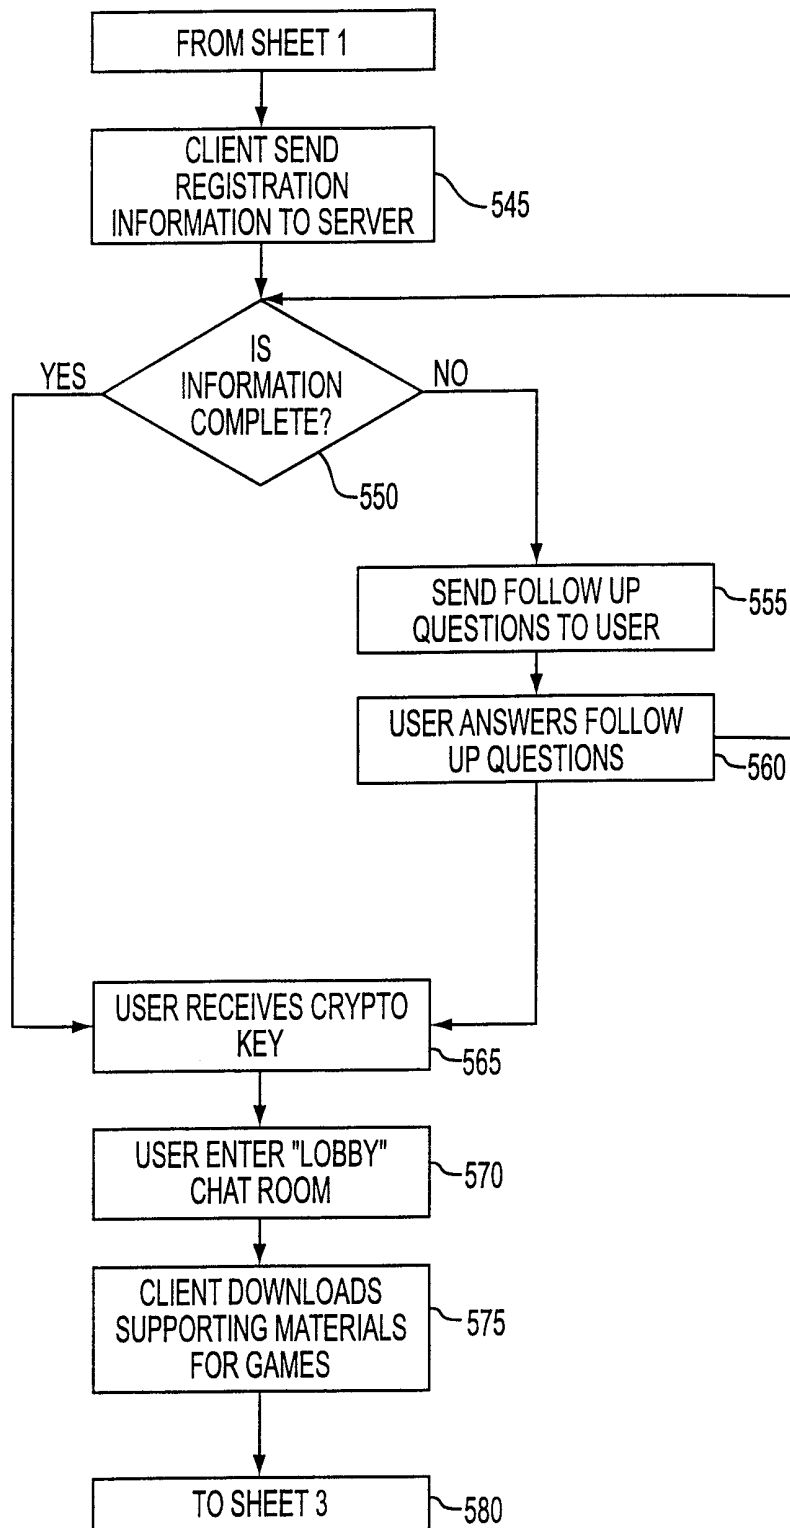 FROM SHEET 1
CLIENT SEND
REGISTRATION
INFORMATION TO SERVER
545
IS
INFORMATION
COMPLETE?
YES
NO
550
SEND FOLLOW UP
QUESTIONS TO USER
555
USER ANSWERS FOLLOW
UP QUESTIONS
560
USER RECEIVES CRYPTO
KEY
565
USER ENTER "LOBBY"
CHAT ROOM
570
CLIENT DOWNLOADS
SUPPORTING MATERIALS
FOR GAMES
575
TO SHEET 3
580